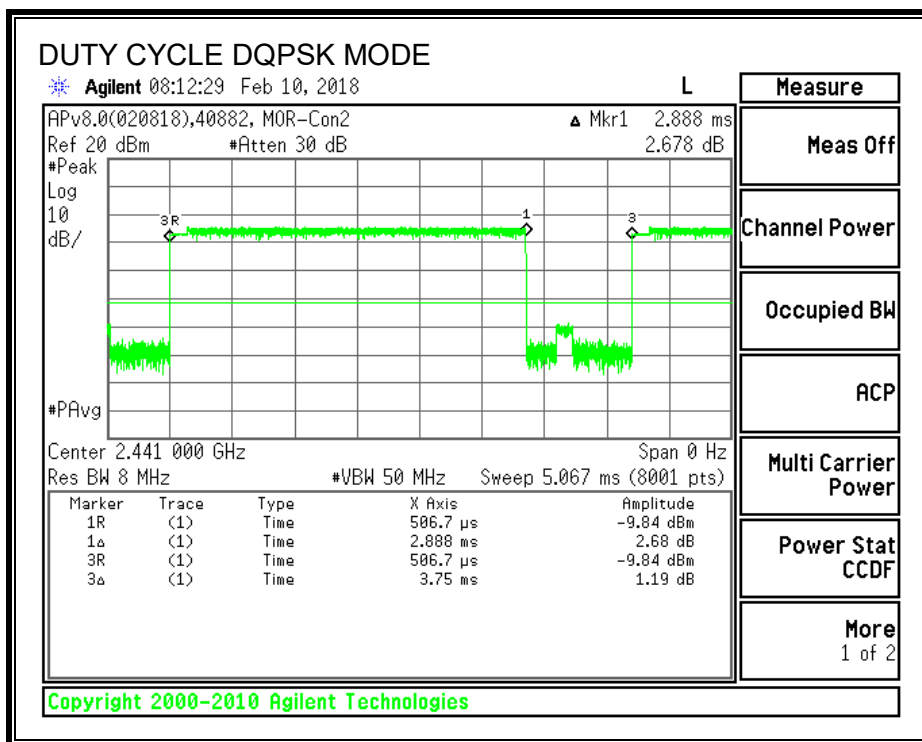 DUTY CYCLE DQPSK MODE
Agilent 08:12:29 Feb 10, 2018 L
APv8.0(020818),40882, MOR-Con2 Δ Mkr1 2.888 ms
Ref 20 dBm #Atten 30 dB 2.678 dB
#Peak
Log
10
dB/
3R
1
3
#PAvg
Center 2.441 000 GHz Span 0 Hz
Res BW 8 MHz #VBW 50 MHz Sweep 5.067 ms (8001 pts)
Marker Trace Type X Axis Amplitude
1R (1) Time 506.7 µs -9.84 dBm
1Δ (1) Time 2.888 ms 2.68 dB
3R (1) Time 506.7 µs -9.84 dBm
3Δ (1) Time 3.75 ms 1.19 dB
Measure
Meas Off
Channel Power
Occupied BW
ACP
Multi Carrier
Power
Power Stat
CCDF
More
1 of 2
Copyright 2000-2010 Agilent Technologies